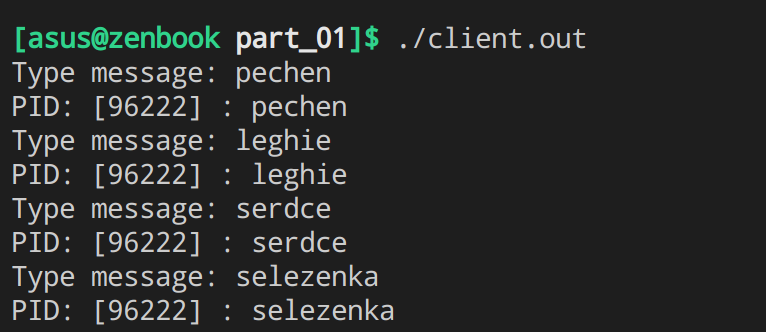 [asus@zenbook part_01]$ ./client.out
Type message: pechen
PID: [96222] : pechen
Type message: leghie
PID: [96222] : leghie
Type message: serdce
PID: [96222] : serdce
Type message: selezenka
PID: [96222] : selezenka